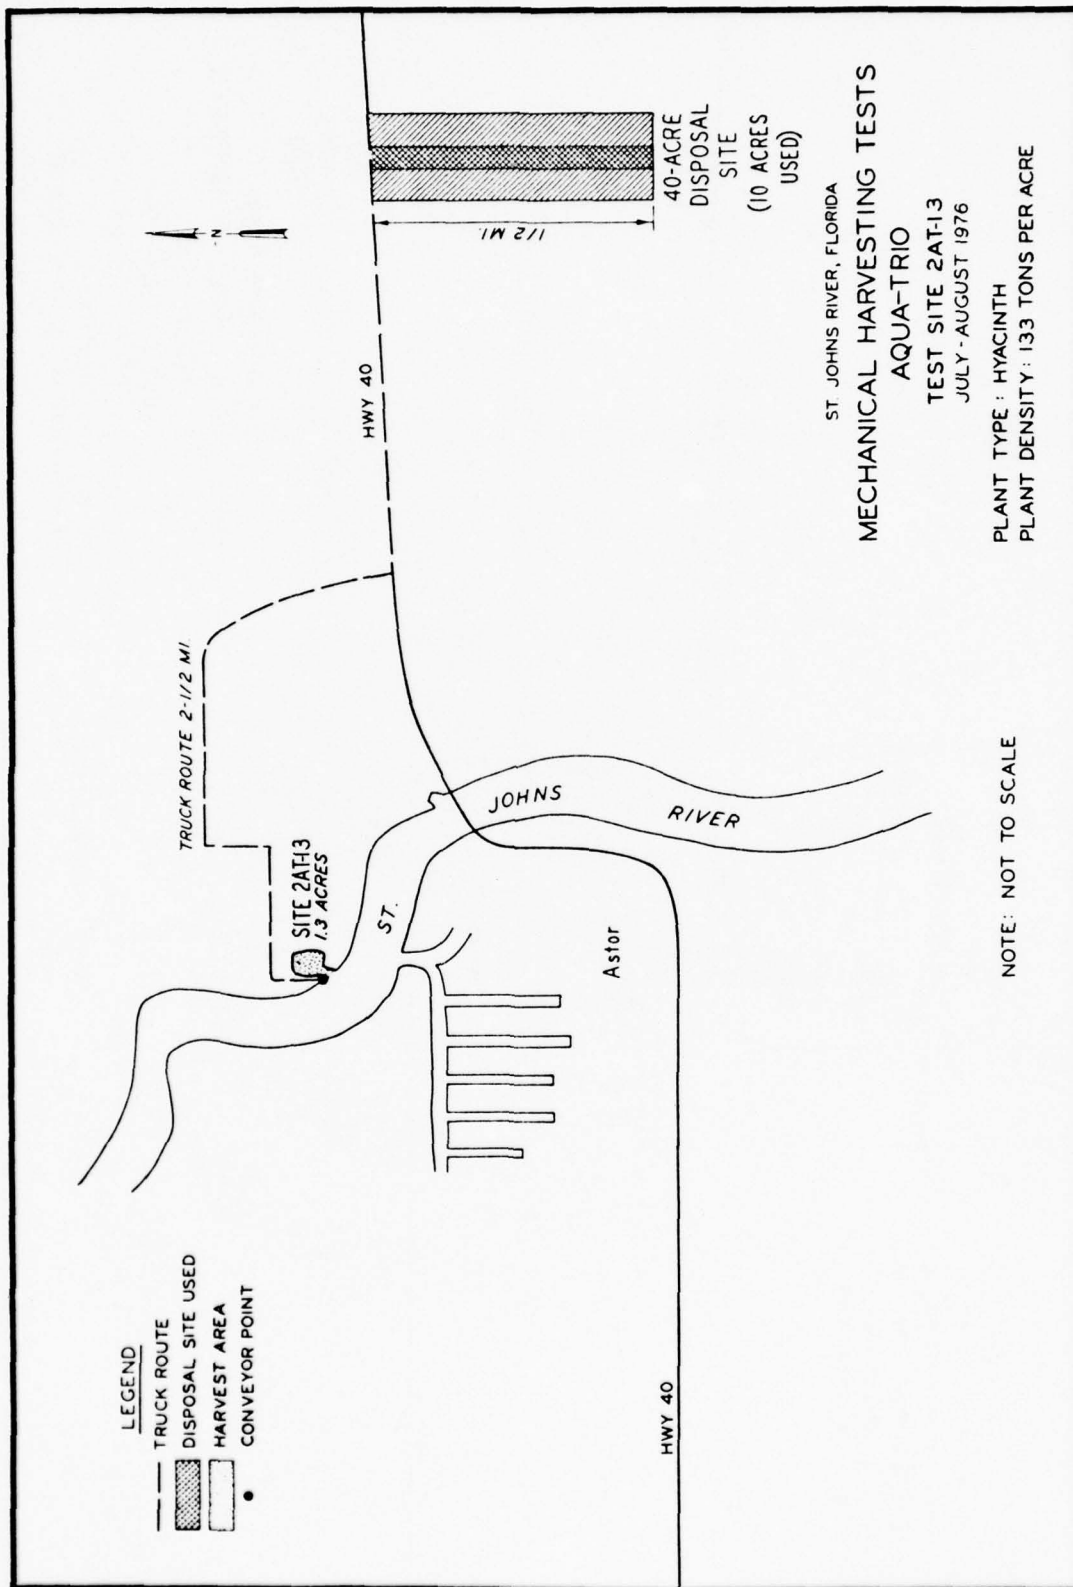 LEGEND
TRUCK ROUTE
DISPOSAL SITE USED
HARVEST AREA
CONVEYOR POINT
TRUCK ROUTE 2-1/2 MI.
SITE 2AT-13
1.3 ACRES
N
HWY 40
1/2 MI.
40-ACRE
DISPOSAL
SITE
(10 ACRES
USED)
ST.
JOHNS
RIVER
Astor
HWY 40
ST. JOHNS RIVER, FLORIDA
MECHANICAL HARVESTING TESTS
AQUA-TRIO
TEST SITE 2AT-13
JULY-AUGUST 1976
PLANT TYPE: HYACINTH
PLANT DENSITY: 133 TONS PER ACRE
NOTE: NOT TO SCALE